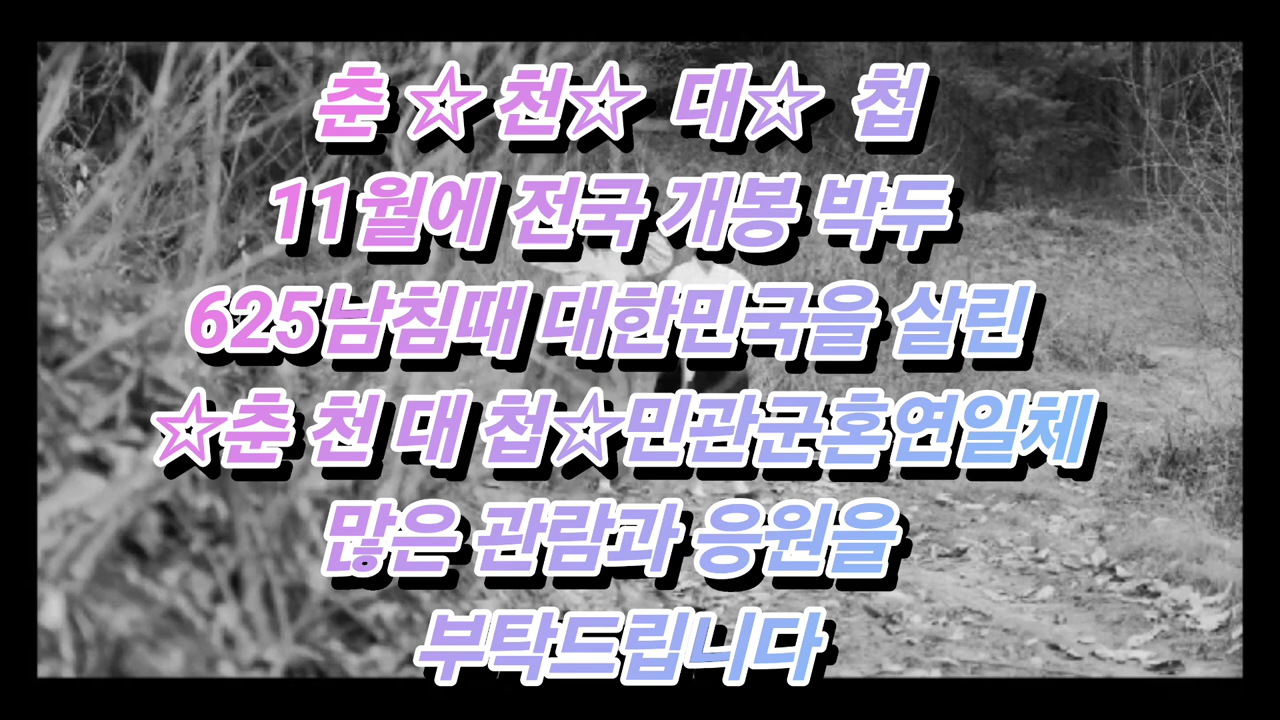 춘 ☆ 천☆ 대☆ 첩
11월에 전국 개봉 박두
625남침때 대한민국을 살린
☆춘 천 대 첩☆민관군혼연일체
많은 관람과 응원을
부탁드립니다